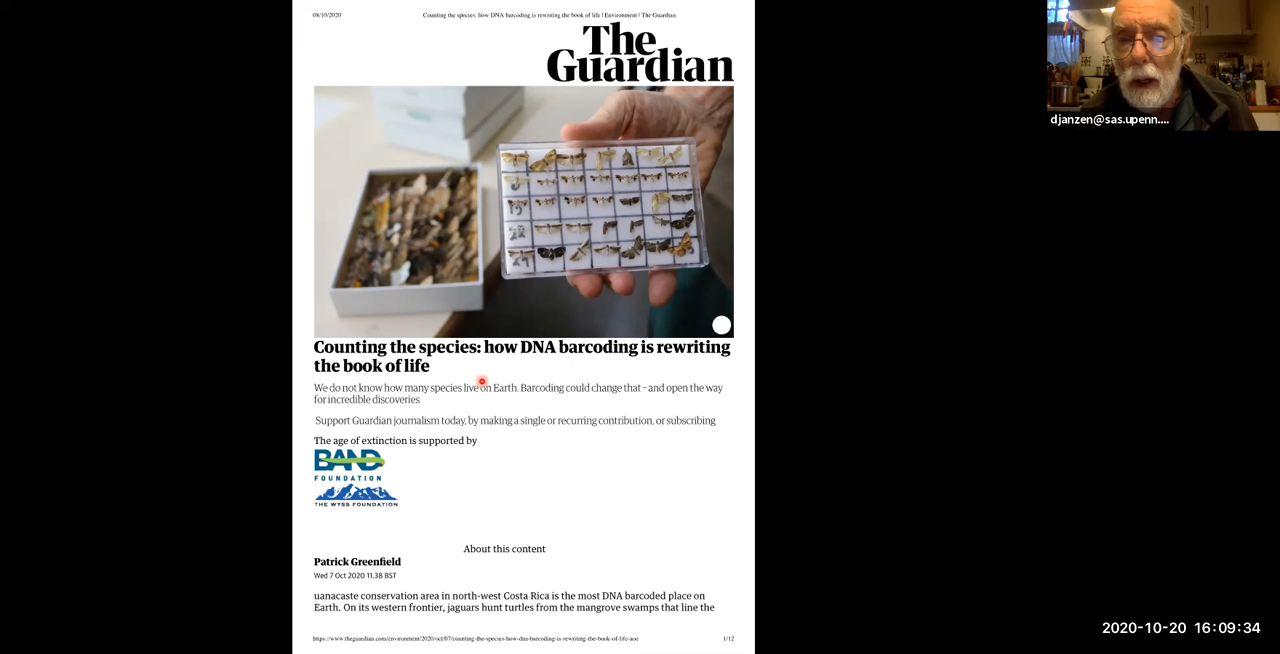 08/10/2020
Counting the species: how DNA barcoding is rewriting the book of life | Environment | The Guardian
The
Guardian
Counting the species: how DNA barcoding is rewriting
the book of life
We do not know how many species live on Earth. Barcoding could change that – and open the way
for incredible discoveries
Support Guardian journalism today, by making a single or recurring contribution, or subscribing
The age of extinction is supported by
BAND
FOUNDATION
THE WYSS FOUNDATION
About this content
Patrick Greenfield
Wed 7 Oct 2020 11.38 BST
uanacaste conservation area in north-west Costa Rica is the most DNA barcoded place on
Earth. On its western frontier, jaguars hunt turtles from the mangrove swamps that line the
https://www.theguardian.com/environment/2020/oct/07/counting-the-species-how-dna-barcoding-is-rewriting-the-book-of-life-aoe
1/12
djanzen@sas.upenn....
2020-10-20 16:09:34